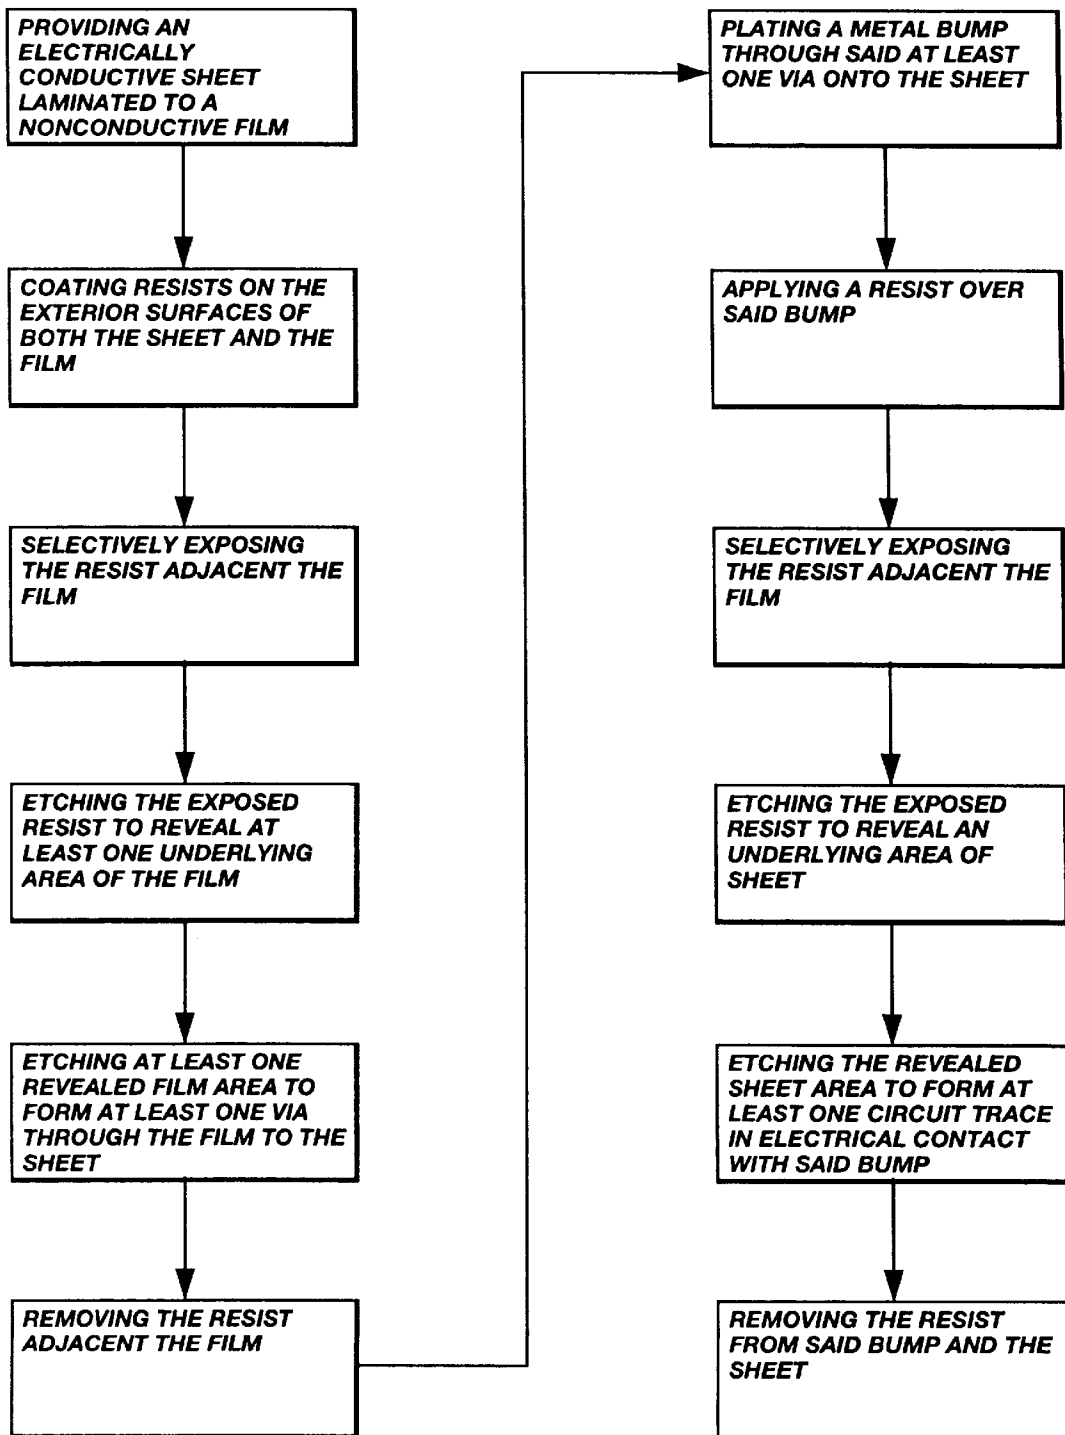 PROVIDING AN
ELECTRICALLY
CONDUCTIVE SHEET
LAMINATED TO A
NONCONDUCTIVE FILM
COATING RESISTS ON THE
EXTERIOR SURFACES OF
BOTH THE SHEET AND THE
FILM
SELECTIVELY EXPOSING
THE RESIST ADJACENT THE
FILM
ETCHING THE EXPOSED
RESIST TO REVEAL AT
LEAST ONE UNDERLYING
AREA OF THE FILM
ETCHING AT LEAST ONE
REVEALED FILM AREA TO
FORM AT LEAST ONE VIA
THROUGH THE FILM TO THE
SHEET
REMOVING THE RESIST
ADJACENT THE FILM
PLATING A METAL BUMP
THROUGH SAID AT LEAST
ONE VIA ONTO THE SHEET
APPLYING A RESIST OVER
SAID BUMP
SELECTIVELY EXPOSING
THE RESIST ADJACENT THE
FILM
ETCHING THE EXPOSED
RESIST TO REVEAL AN
UNDERLYING AREA OF
SHEET
ETCHING THE REVEALED
SHEET AREA TO FORM AT
LEAST ONE CIRCUIT TRACE
IN ELECTRICAL CONTACT
WITH SAID BUMP
REMOVING THE RESIST
FROM SAID BUMP AND THE
SHEET